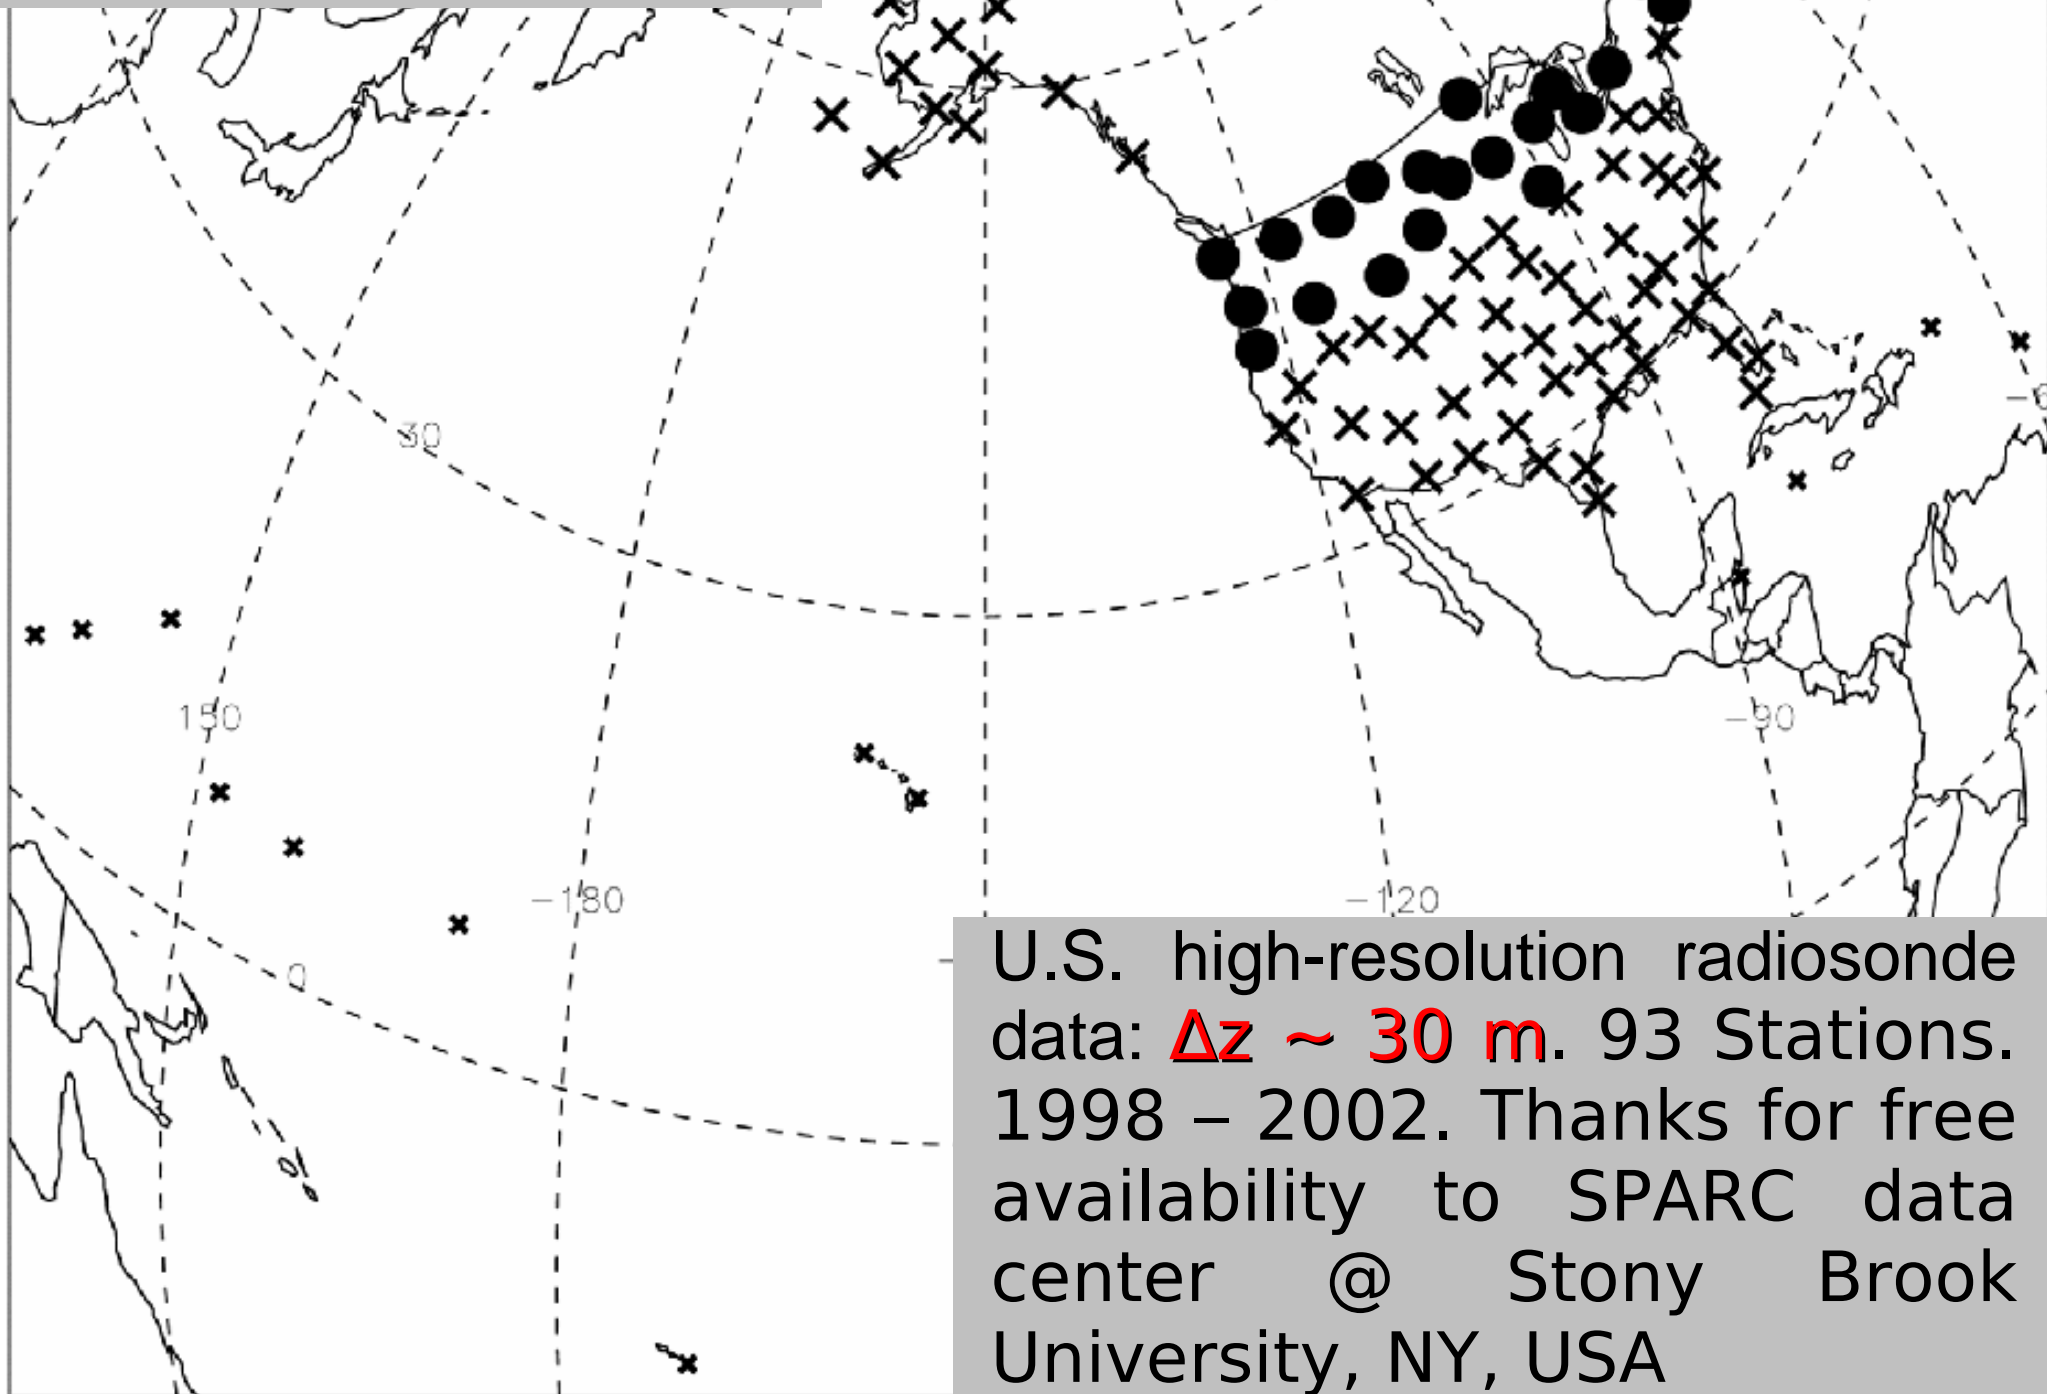 30
-6
150
-90
-180
-120
0
U.S. high-resolution radiosonde
data: Δz ~ 30 m. 93 Stations.
1998 – 2002. Thanks for free
availability to SPARC data
center @ Stony Brook
University, NY, USA